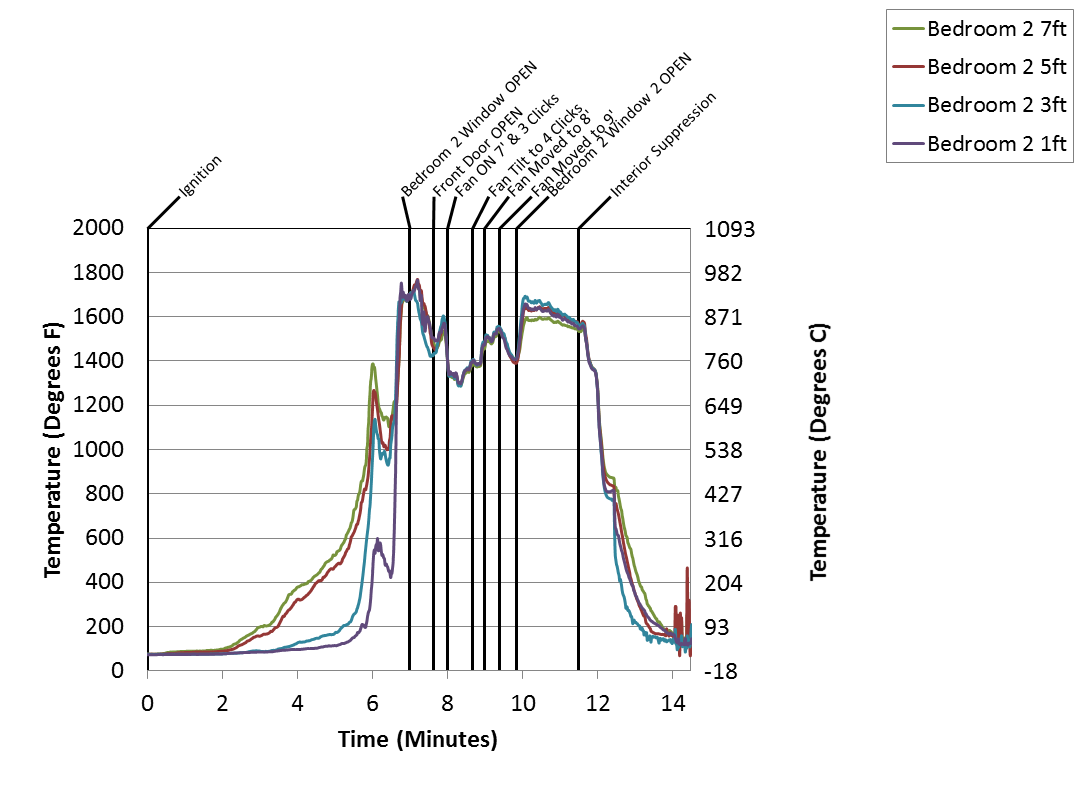 Bedroom 2 7ft
Bedroom 2 5ft
Bedroom 2 3ft
Bedroom 2 1ft
Ignition
Bedroom 2 Window OPEN
Front Door OPEN
Fan ON 7' & 3 Clicks
Fan Tilt to 4 Clicks
Fan Moved to 8'
Fan Moved to 9'
Bedroom 2 Window 2 OPEN
Interior Suppression
2000
1800
1600
1400
1200
1000
800
600
400
200
0
Temperature (Degrees F)
1093
982
871
760
649
538
427
316
204
93
-18
Temperature (Degrees C)
0 2 4 6 8 10 12 14
Time (Minutes)